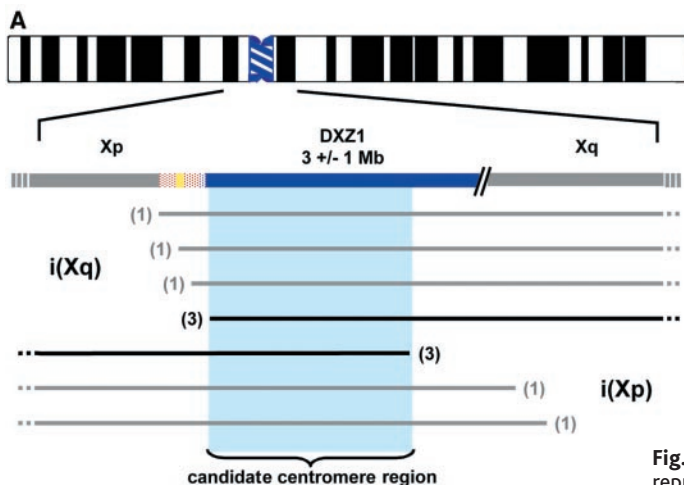 A
Xp
DXZ1
3 +/- 1 Mb
Xq
(1)
(1)
i(Xq)
(1)
(3)
(3)
(1)
i(Xp)
(1)
candidate centromere region
Fig.